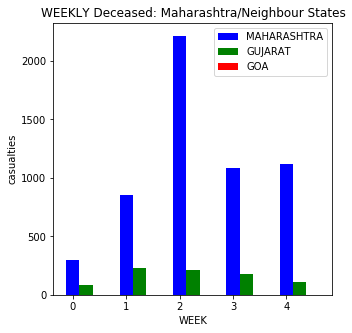 WEEKLY Deceased: Maharashtra/Neighbour States
MAHARASHTRA
GUJARAT
GOA
casualties
2000
1500
1000
500
0
0 1 2 3 4
WEEK